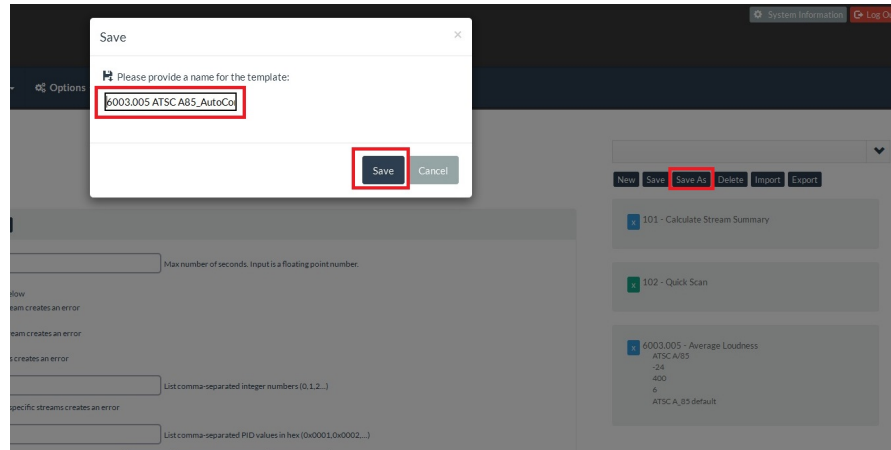 System Information
Log Ou
Save
×
Please provide a name for the template:
Options
6003.005 ATSC A85_AutoCor
Save
Cancel
New
Save
Save As
Delete
Import
Export
x
101 - Calculate Stream Summary
Max number of seconds. Input is a floating point number.
elow
eam creates an error
x
102 - Quick Scan
ream creates an error
s creates an error
x
6003.005 - Average Loudness
ATSC A/85
-24
400
6
ATSC A_85 default
List comma-separated integer numbers (0,1,2...)
specific streams creates an error
List comma-separated PID values in hex (0x0001,0x0002,...)